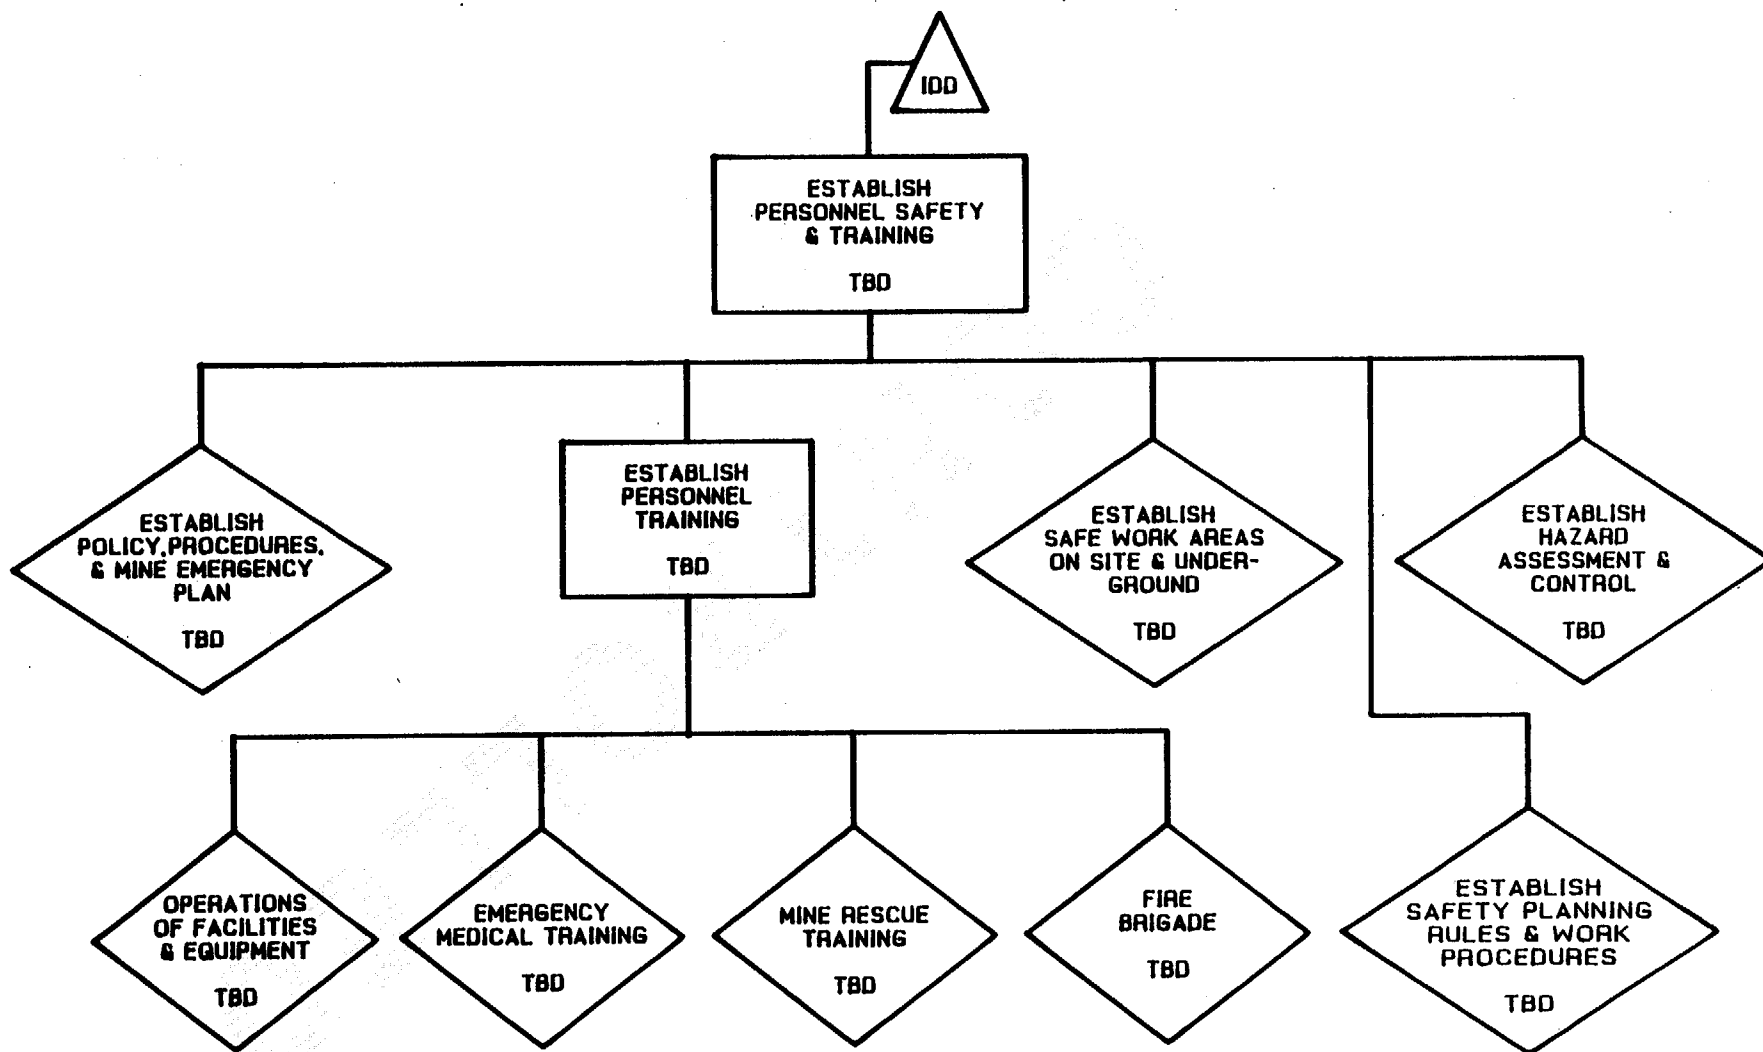 IDD
ESTABLISH
PERSONNEL SAFETY
& TRAINING
TBD
ESTABLISH
POLICY, PROCEDURES,
& MINE EMERGENCY
PLAN
TBD
ESTABLISH
PERSONNEL
TRAINING
TBD
ESTABLISH
SAFE WORK AREAS
ON SITE & UNDER-
GROUND
TBD
ESTABLISH
HAZARD
ASSESSMENT &
CONTROL
TBD
OPERATIONS
OF FACILITIES
& EQUIPMENT
TBD
EMERGENCY
MEDICAL TRAINING
TBD
MINE RESCUE
TRAINING
TBD
FIRE
BRIGADE
TBD
ESTABLISH
SAFETY PLANNING
RULES & WORK
PROCEDURES
TBD